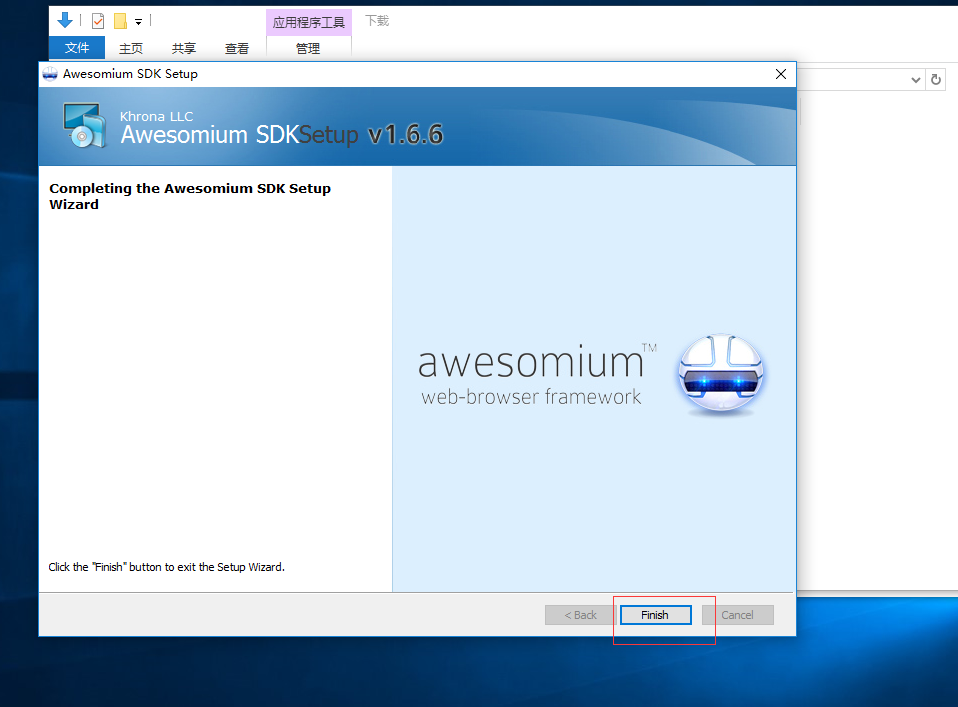 应用程序工具
下载
文件
主页
共享
查看
管理
Awesomium SDK Setup
Khrona LLC
Awesomium SDKSetup v1.6.6
Completing the Awesomium SDK Setup
Wizard
awesomium™
web-browser framework
Click the "Finish" button to exit the Setup Wizard.
< Back
Finish
Cancel